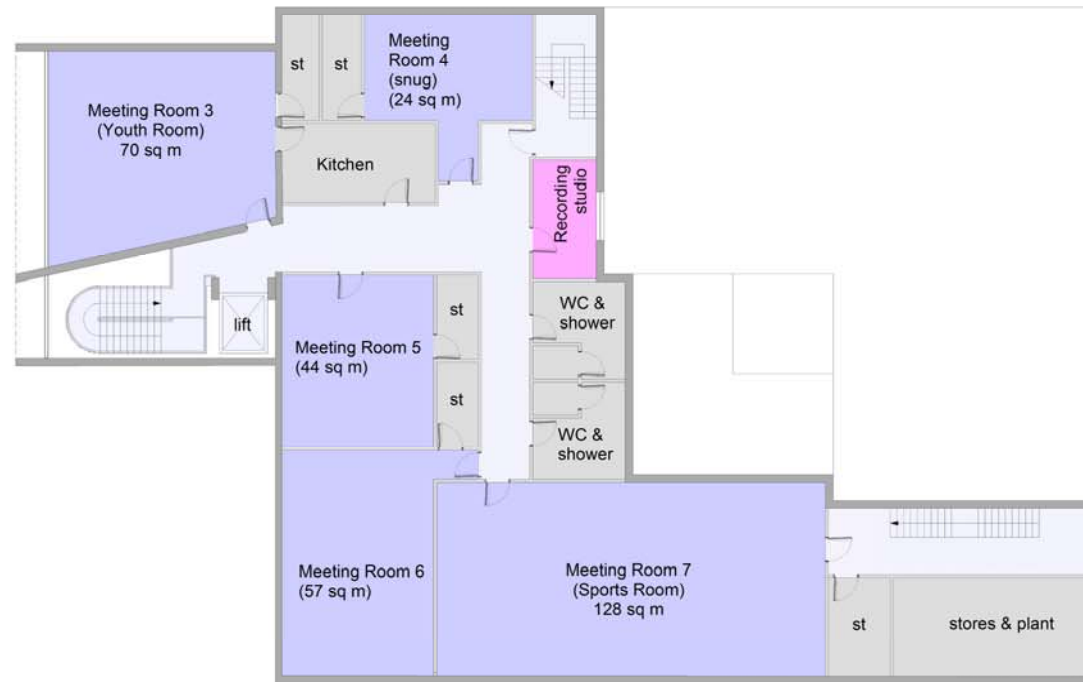 Meeting Room 3
(Youth Room)
70 sq m
st
st
Meeting
Room 4
(snug)
(24 sq m)
Kitchen
Recording
studio
lift
Meeting Room 5
(44 sq m)
st
st
WC &
shower
WC &
shower
Meeting Room 6
(57 sq m)
Meeting Room 7
(Sports Room)
128 sq m
st
stores & plant